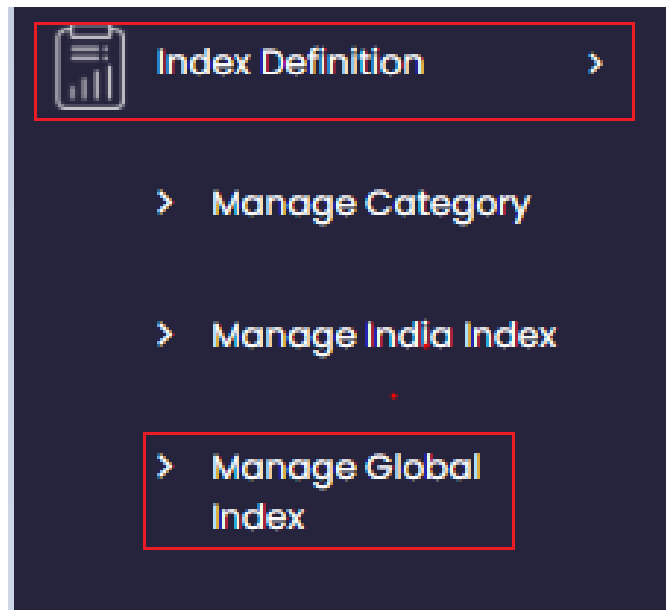 Index Definition
Manage Category
Manage India Index
Manage Global
Index